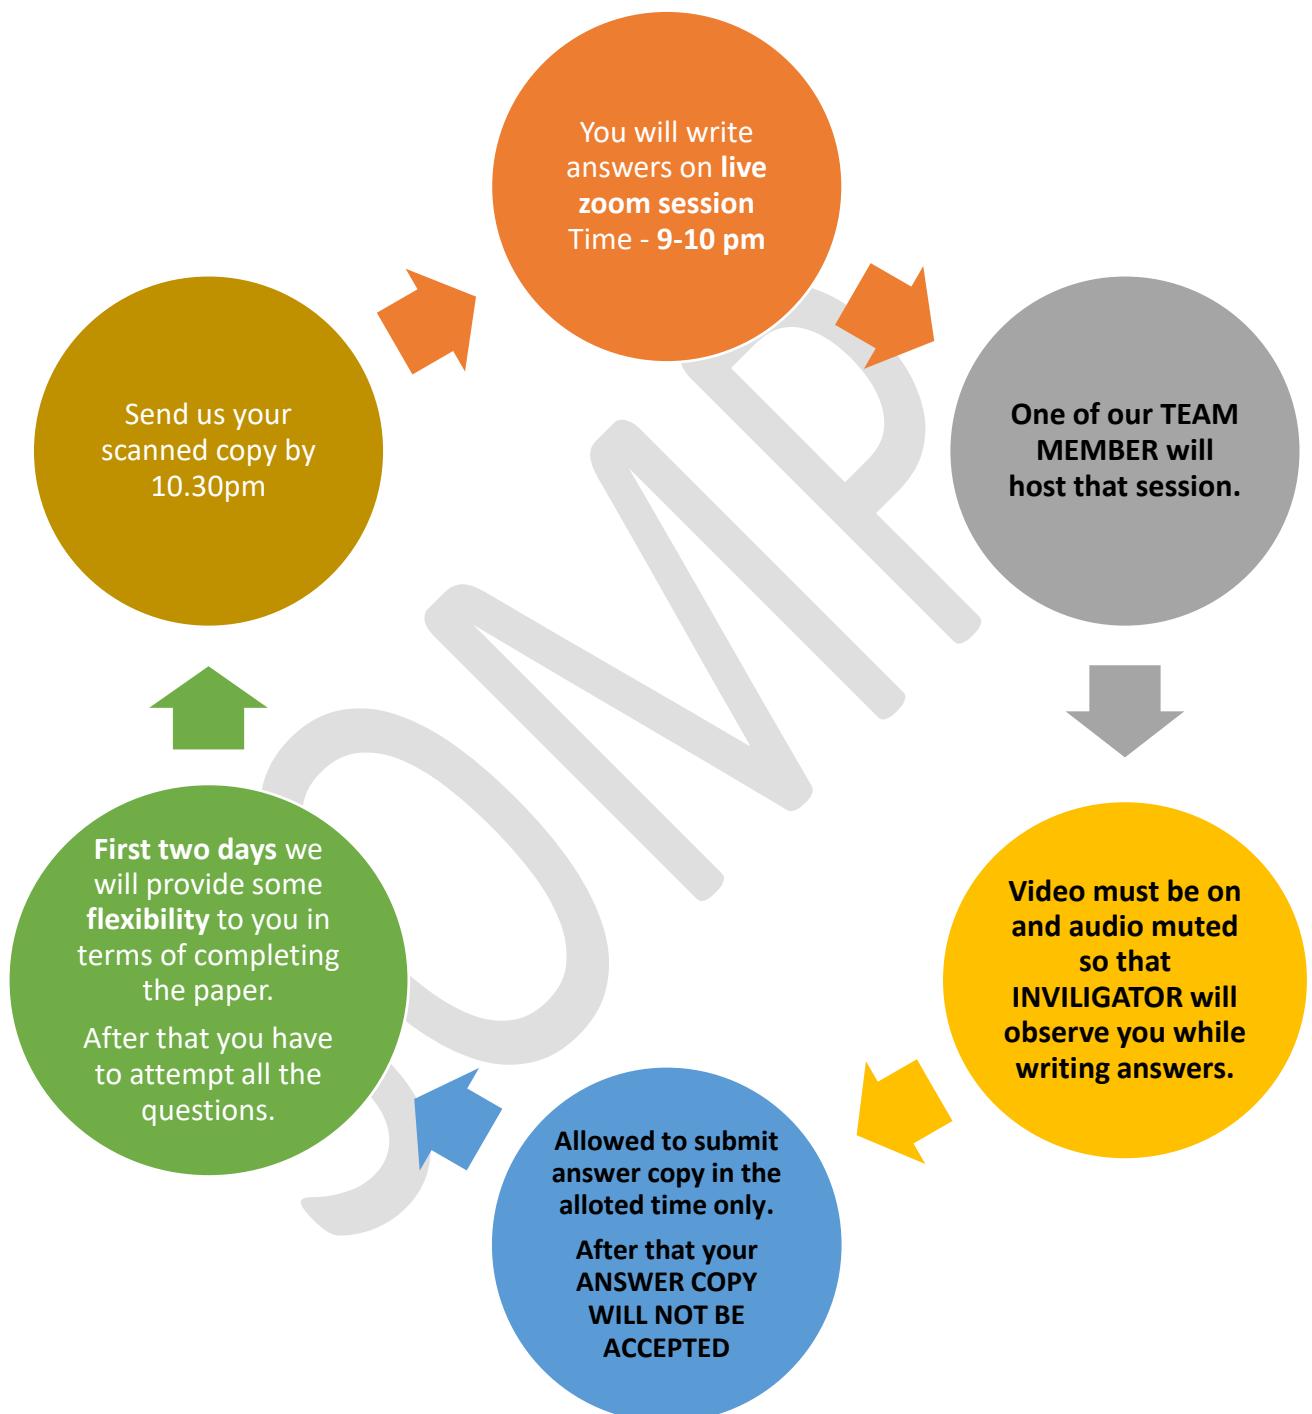 You will write
answers on live
zoom session
Time - 9-10 pm
One of our TEAM
MEMBER will
host that session.
Video must be on
and audio muted
so that
INVILIGATOR will
observe you while
writing answers.
Allowed to submit
answer copy in the
alloted time only.
After that your
ANSWER COPY
WILL NOT BE
ACCEPTED
First two days we
will provide some
flexibility to you in
terms of completing
the paper.
After that you have
to attempt all the
questions.
Send us your
scanned copy by
10.30pm